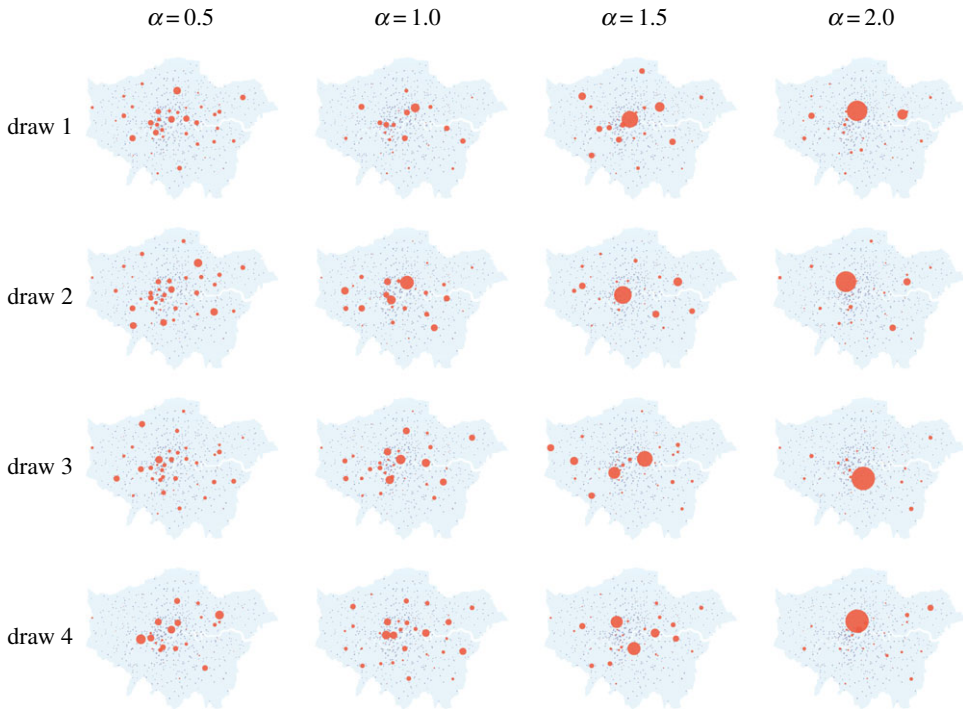 α = 0.5 α = 1.0 α = 1.5 α = 2.0
draw 1
draw 2
draw 3
draw 4